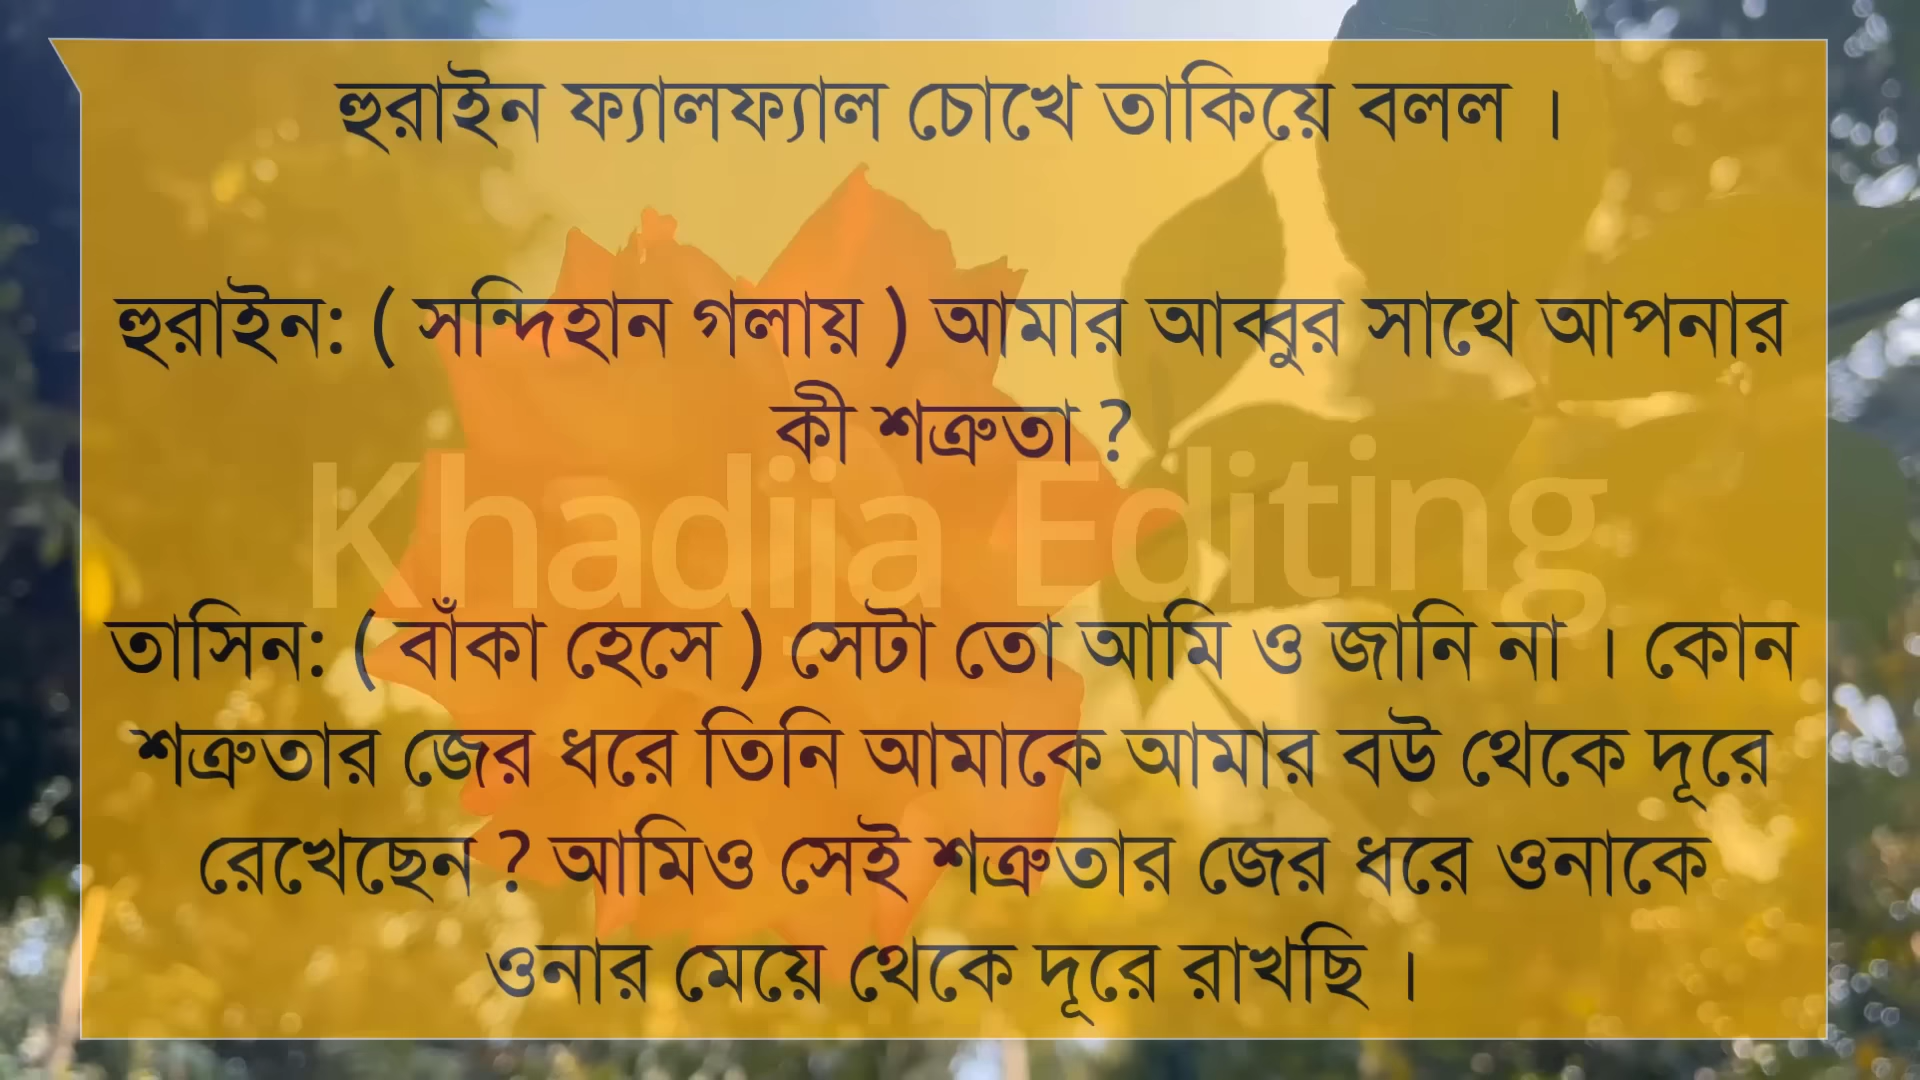 হুরাইন ফ্যালফ্যাল চোখে তাকিয়ে বলল ।
হুরাইন: ( সন্দিহান গলায় ) আমার আব্বুর সাথে আপনার
কী শত্রুতা ?
Khadija Editing
তাসিন: ( বাঁকা হেসে ) সেটা তো আমি ও জানি না । কোন
শত্রুতার জের ধরে তিনি আমাকে আমার বউ থেকে দূরে
রেখেছেন ? আমিও সেই শত্রুতার জের ধরে ওনাকে
ওনার মেয়ে থেকে দূরে রাখছি ।